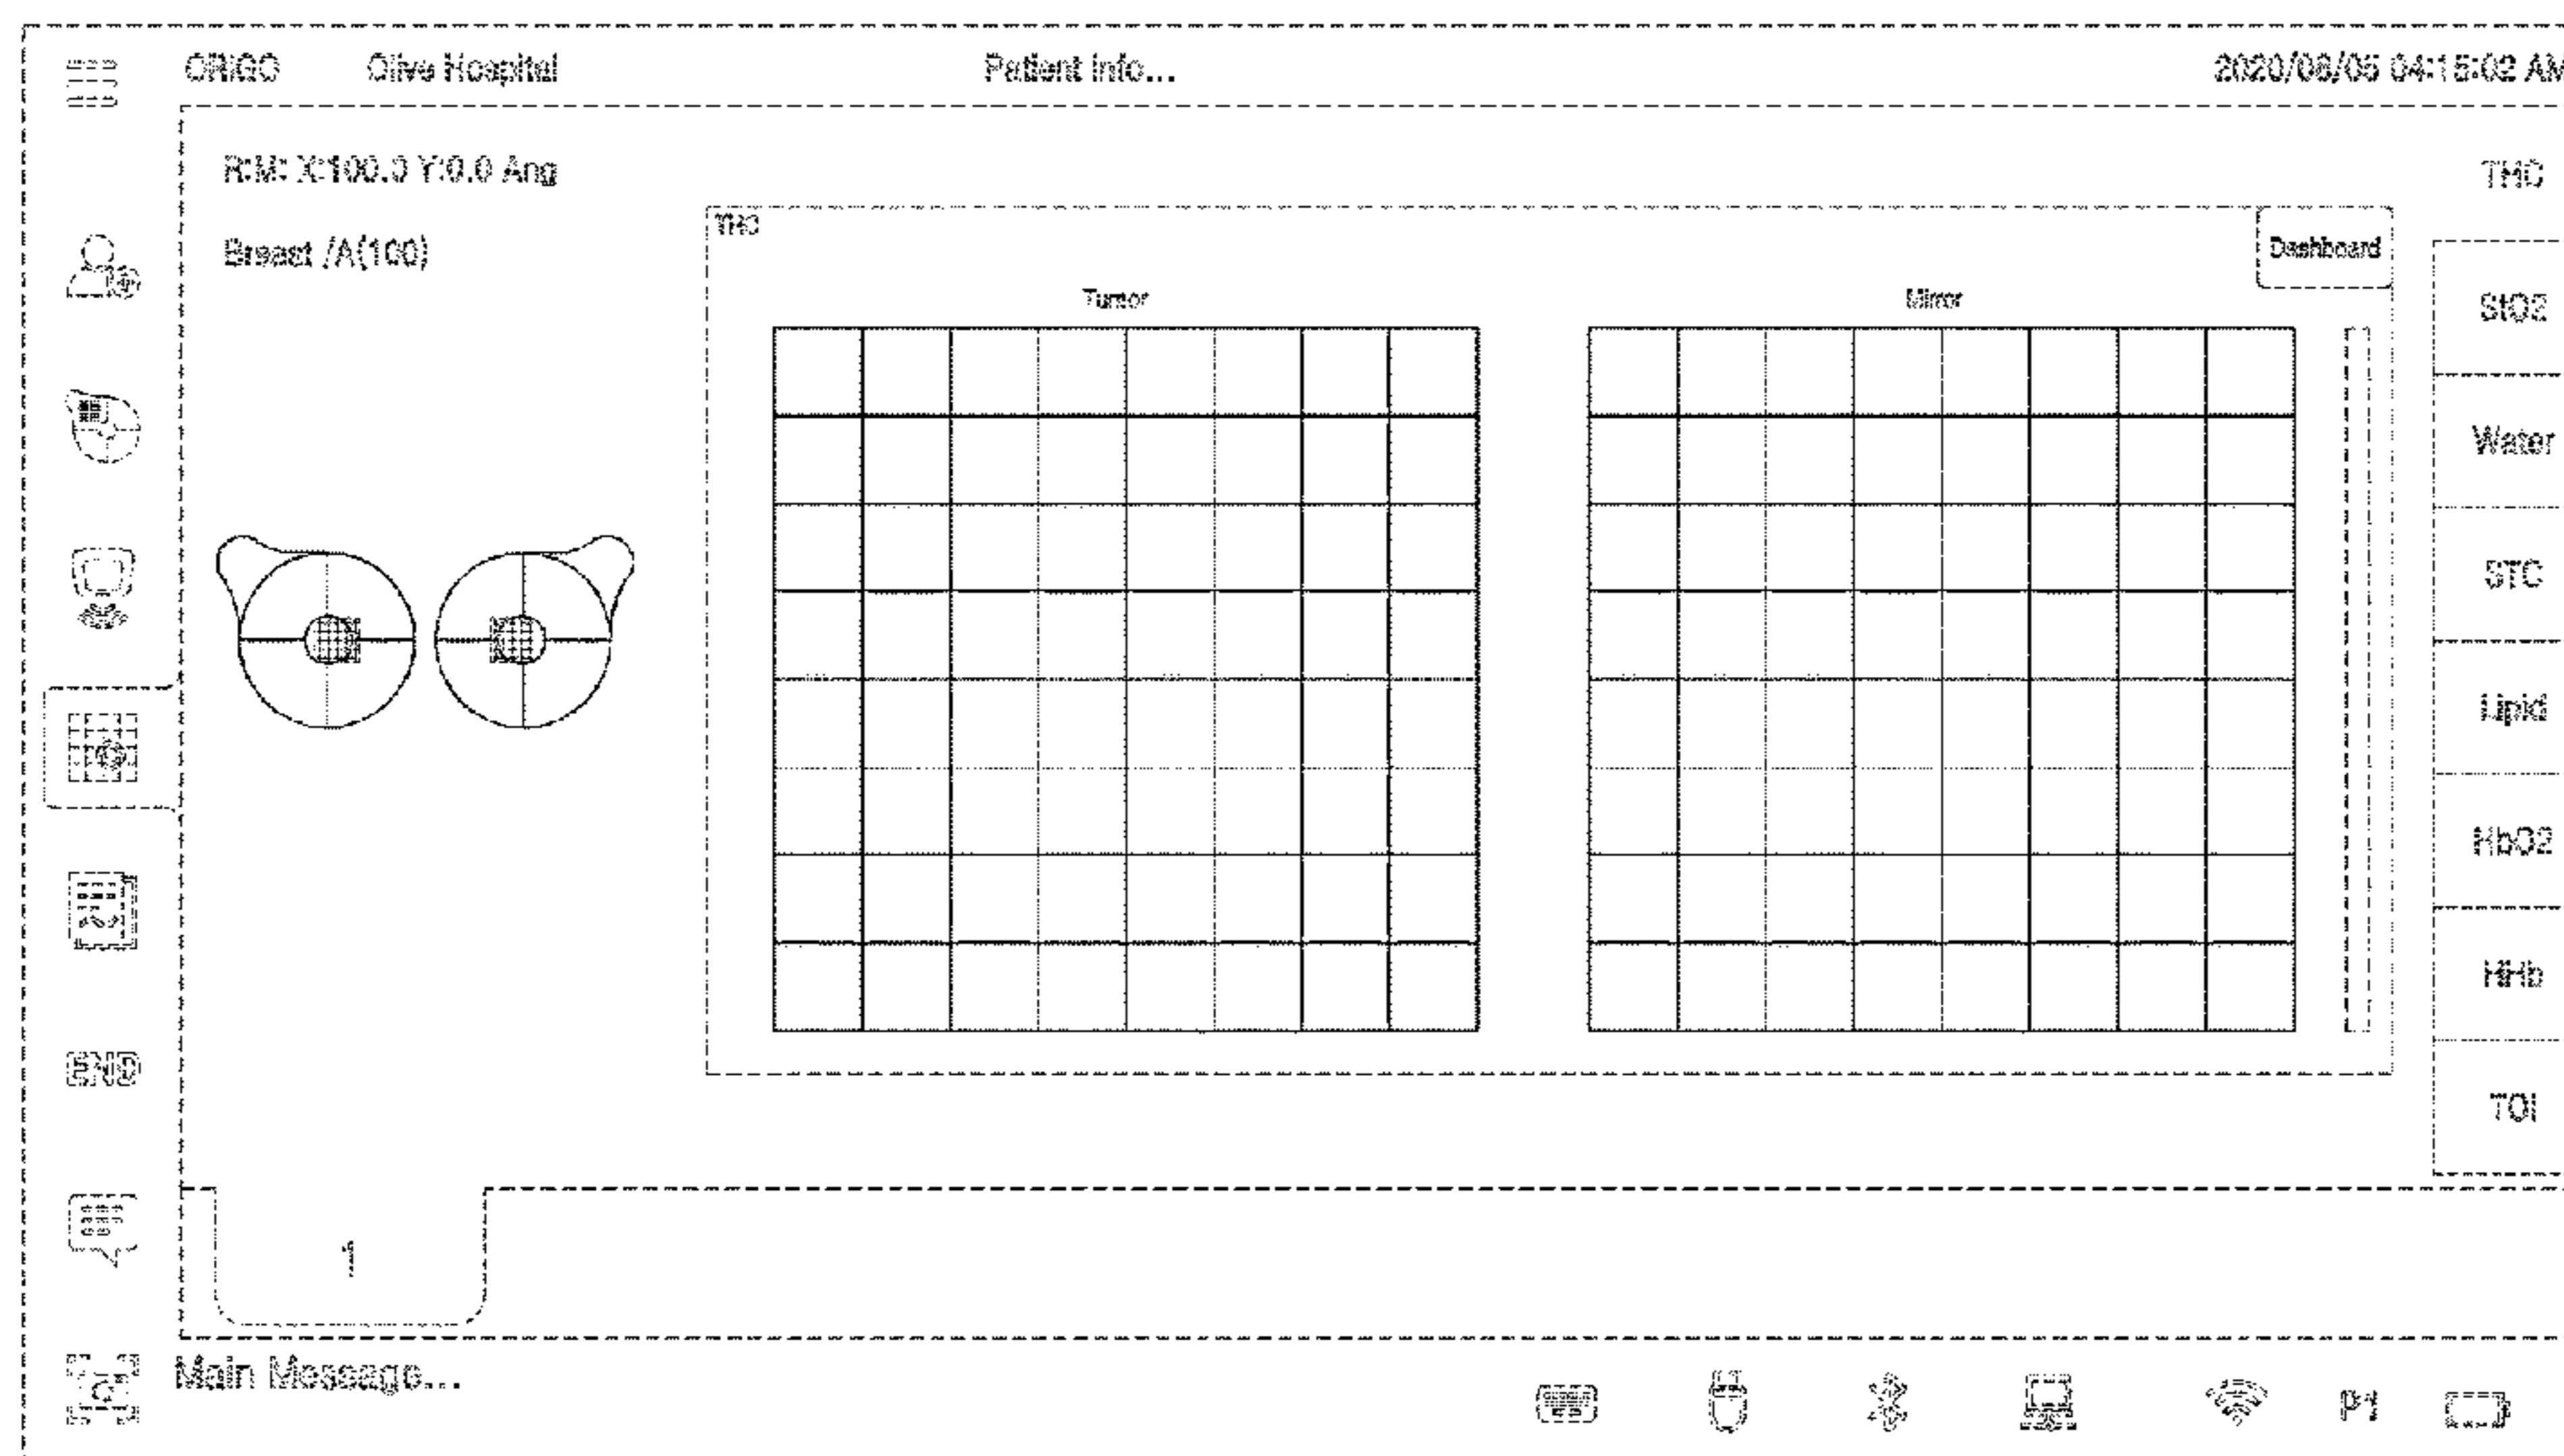 ORIGO Olive Hospital Patient Info... 2020/08/05 04:15:02 AM
R:M: X:100.0 Y:0.0 Ang
Breast /A(100)
THC
Dashboard
Tumor
Mirror
THC
StO2
Water
STC
Lipid
HbO2
HHb
TOI
END
1
Main Message...
P1